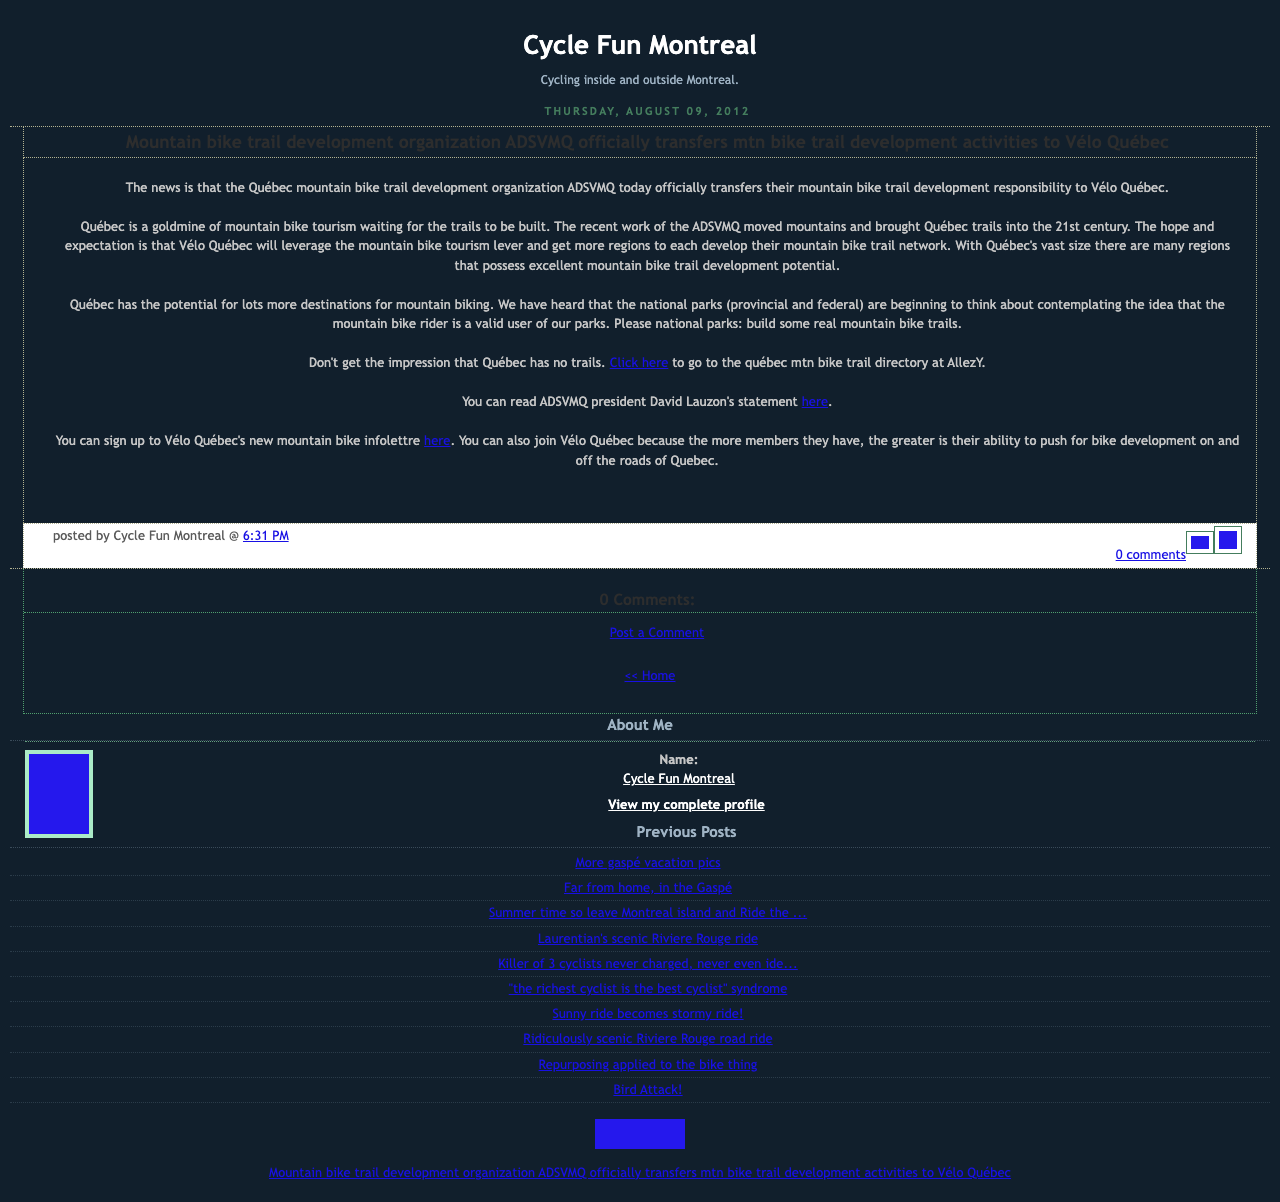 Cycle Fun Montreal
Cycling inside and outside Montreal.
THURSDAY, AUGUST 09, 2012
Mountain bike trail development organization ADSVMQ officially transfers mtn bike trail development activities to Vélo Québec
The news is that the Québec mountain bike trail development organization ADSVMQ today officially transfers their mountain bike trail development responsibility to Vélo Québec.
Québec is a goldmine of mountain bike tourism waiting for the trails to be built. The recent work of the ADSVMQ moved mountains and brought Québec trails into the 21st century. The hope and
expectation is that Vélo Québec will leverage the mountain bike tourism lever and get more regions to each develop their mountain bike trail network. With Québec's vast size there are many regions
that possess excellent mountain bike trail development potential.
Québec has the potential for lots more destinations for mountain biking. We have heard that the national parks (provincial and federal) are beginning to think about contemplating the idea that the
mountain bike rider is a valid user of our parks. Please national parks: build some real mountain bike trails.
Don't get the impression that Québec has no trails. Click here to go to the québec mtn bike trail directory at AllezY.
You can read ADSVMQ president David Lauzon's statement here.
You can sign up to Vélo Québec's new mountain bike infolettre here. You can also join Vélo Québec because the more members they have, the greater is their ability to push for bike development on and
off the roads of Quebec.
posted by Cycle Fun Montreal @ 6:31 PM
0 comments
0 Comments:
Post a Comment
<< Home
About Me
Name:
Cycle Fun Montreal
View my complete profile
Previous Posts
More gaspé vacation pics
Far from home, in the Gaspé
Summer time so leave Montreal Island and Ride the ...
Laurentian's scenic Riviere Rouge ride
Killer of 3 cyclists never charged, never even ide...
"the richest cyclist is the best cyclist" syndrome
Sunny ride becomes stormy ride!
Ridiculously scenic Riviere Rouge road ride
Repurposing applied to the bike thing
Bird Attack!
Mountain bike trail development organization ADSVMQ officially transfers mtn bike trail development activities to Vélo Québec